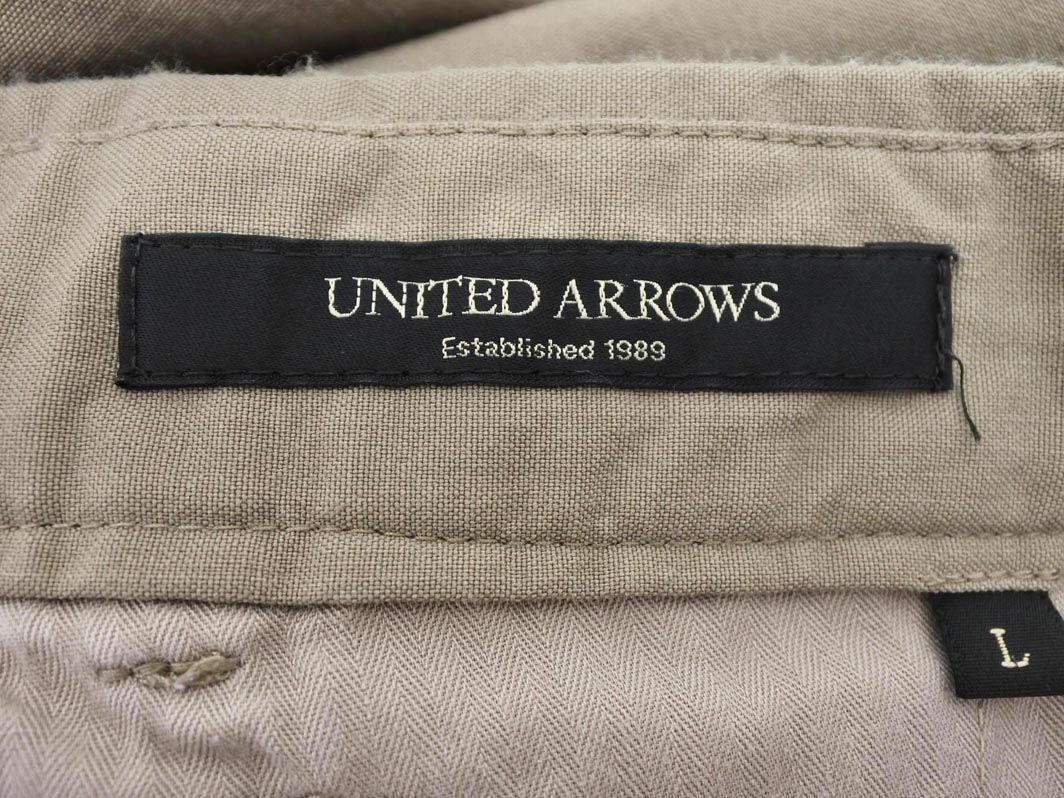 UNITED ARROWS
Established 1989
L